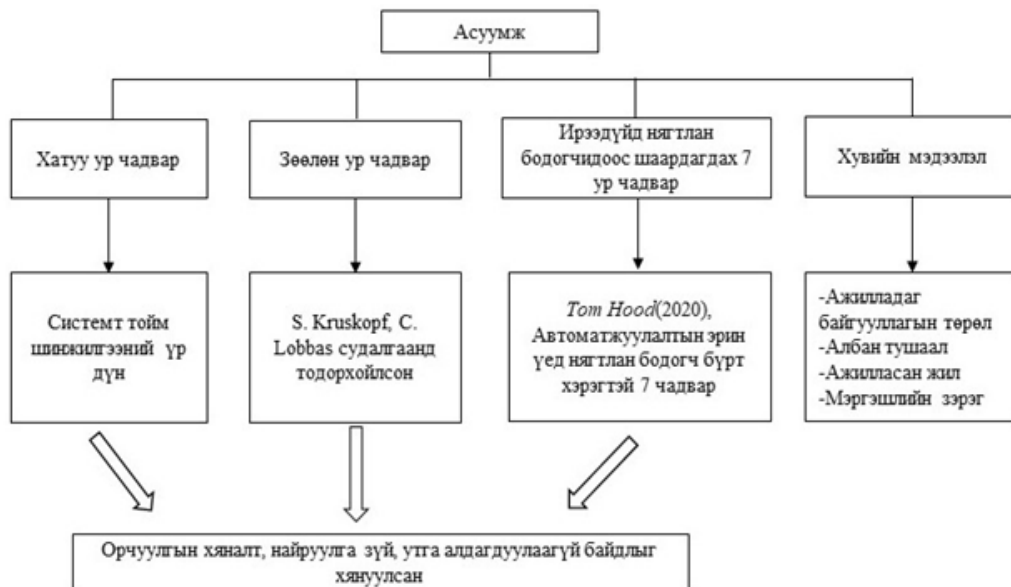 Асуумж
Хатуу ур чадвар
Зөөлөн ур чадвар
Ирээдүйд нягтлан
бодогчидоос шаардагдах 7
ур чадвар
Хувийн мэдээлэл
Системт тойм
шинжилгээний үр
дүн
S. Kruskopf, C.
Lobbas судалгаанд
тодорхойлсон
Tom Hood(2020),
Автоматжуулалтын эрин
үед нягтлан бодогч бүрт
хэрэгтэй 7 чадвар
-Ажилладаг
байгууллагын төрөл
-Албан тушаал
-Ажилласан жил
-Мэргэшлийн зэрэг
Орчуулгын хяналт, найруулга зүй, утга алдагдуулаагүй байдлыг
хянуулсан